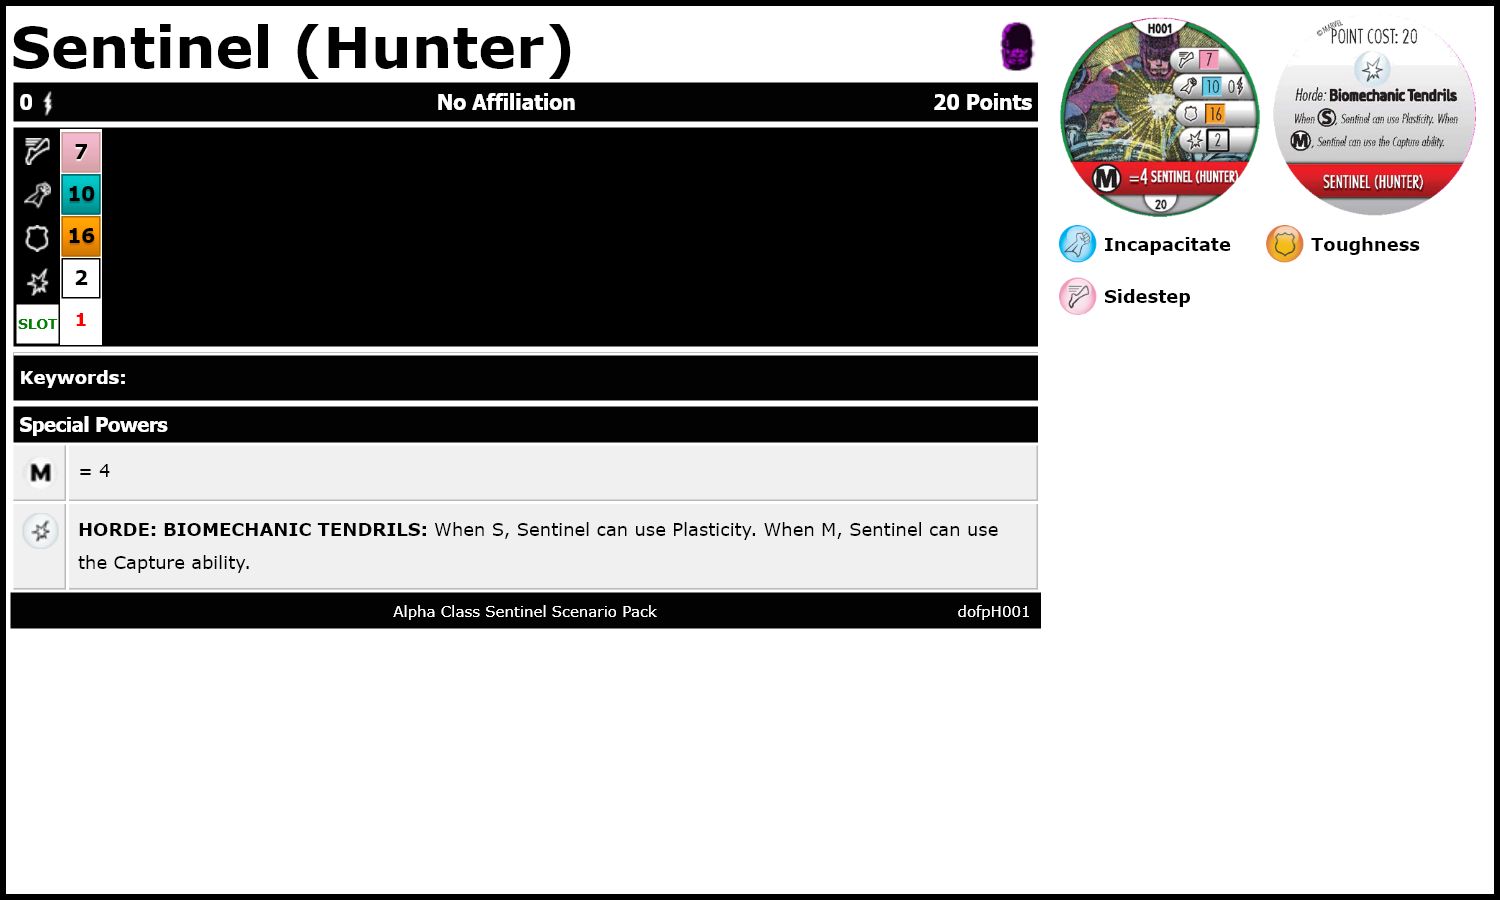 Sentinel (Hunter)
0 No Affiliation 20 Points
7
10
16
2
SLOT 1
Keywords:
Special Powers
M = 4
HORDE: BIOMECHANIC TENDRILS: When S, Sentinel can use Plasticity. When M, Sentinel can use
the Capture ability.
Alpha Class Sentinel Scenario Pack dofpH001
H001
7
10 0
16
2
M =4 SENTINEL (HUNTER)
20
©MARVEL
POINT COST: 20
Horde: Biomechanic Tendrils
When S, Sentinel can use Plasticity. When
M, Sentinel can use the Capture ability.
SENTINEL (HUNTER)
Incapacitate Toughness
Sidestep